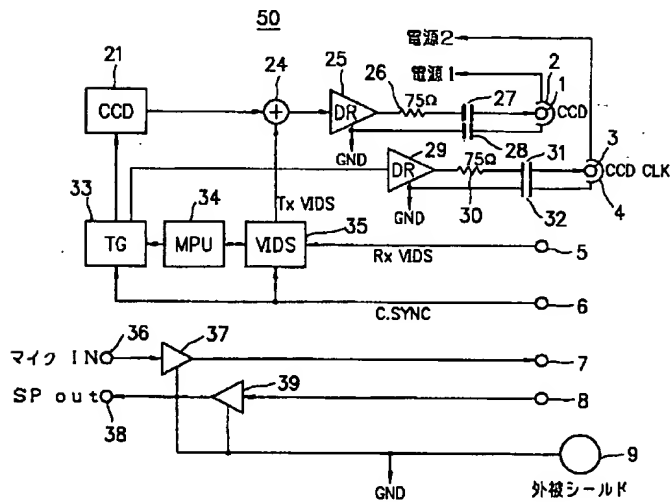 50
電源2
21
24
25
電源1
26
2
1
CCD
DR
75Ω
27
CCD
28
GND
29
3
DR
75Ω
31
CCD CLK
33
34
Tx VIDS
35
GND
30
32
4
TG
MPU
VIDS
Rx VIDS
5
C.SYNC
6
36
37
マイク IN
7
39
SP out
8
38
9
GND
外被シールド